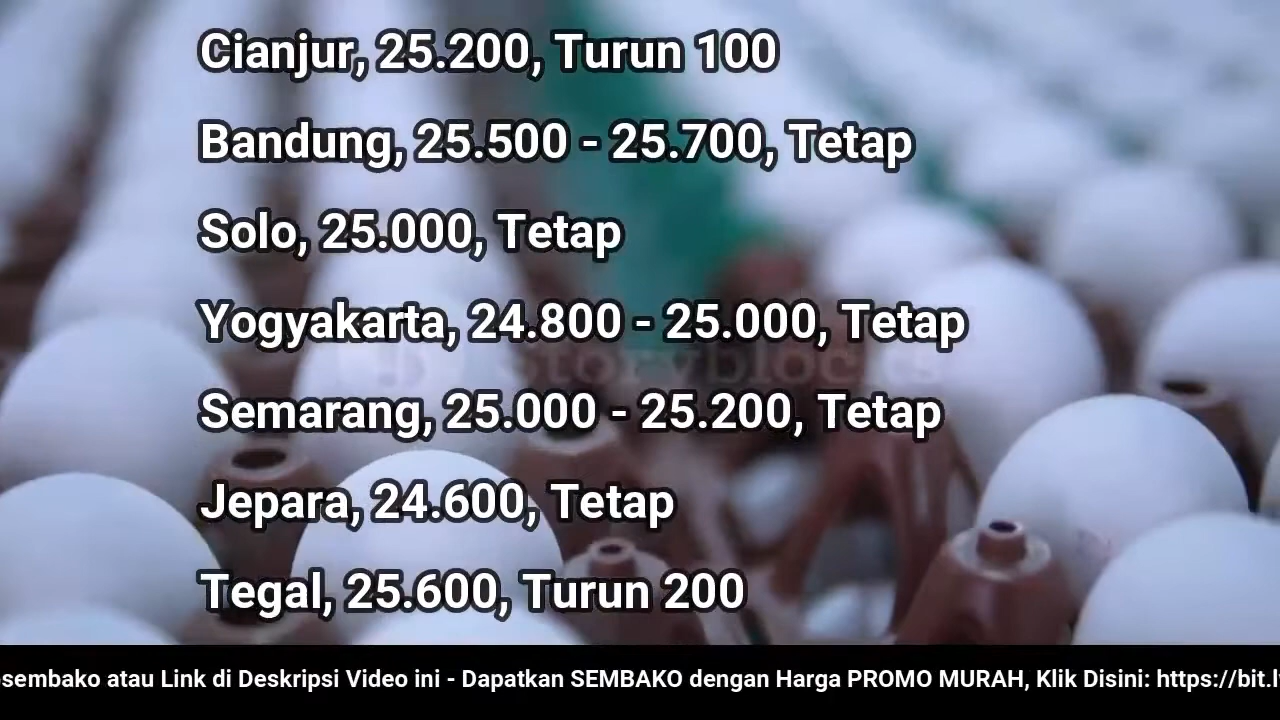 Cianjur, 25.200, Turun 100
Bandung, 25.500 - 25.700, Tetap
Solo, 25.000, Tetap
Yogyakarta, 24.800 - 25.000, Tetap
storyblocks
Semarang, 25.000 - 25.200, Tetap
Jepara, 24.600, Tetap
Tegal, 25.600, Turun 200
sembako atau Link di Deskripsi Video ini - Dapatkan SEMBAKO dengan Harga PROMO MURAH, Klik Disini: https://bit.l